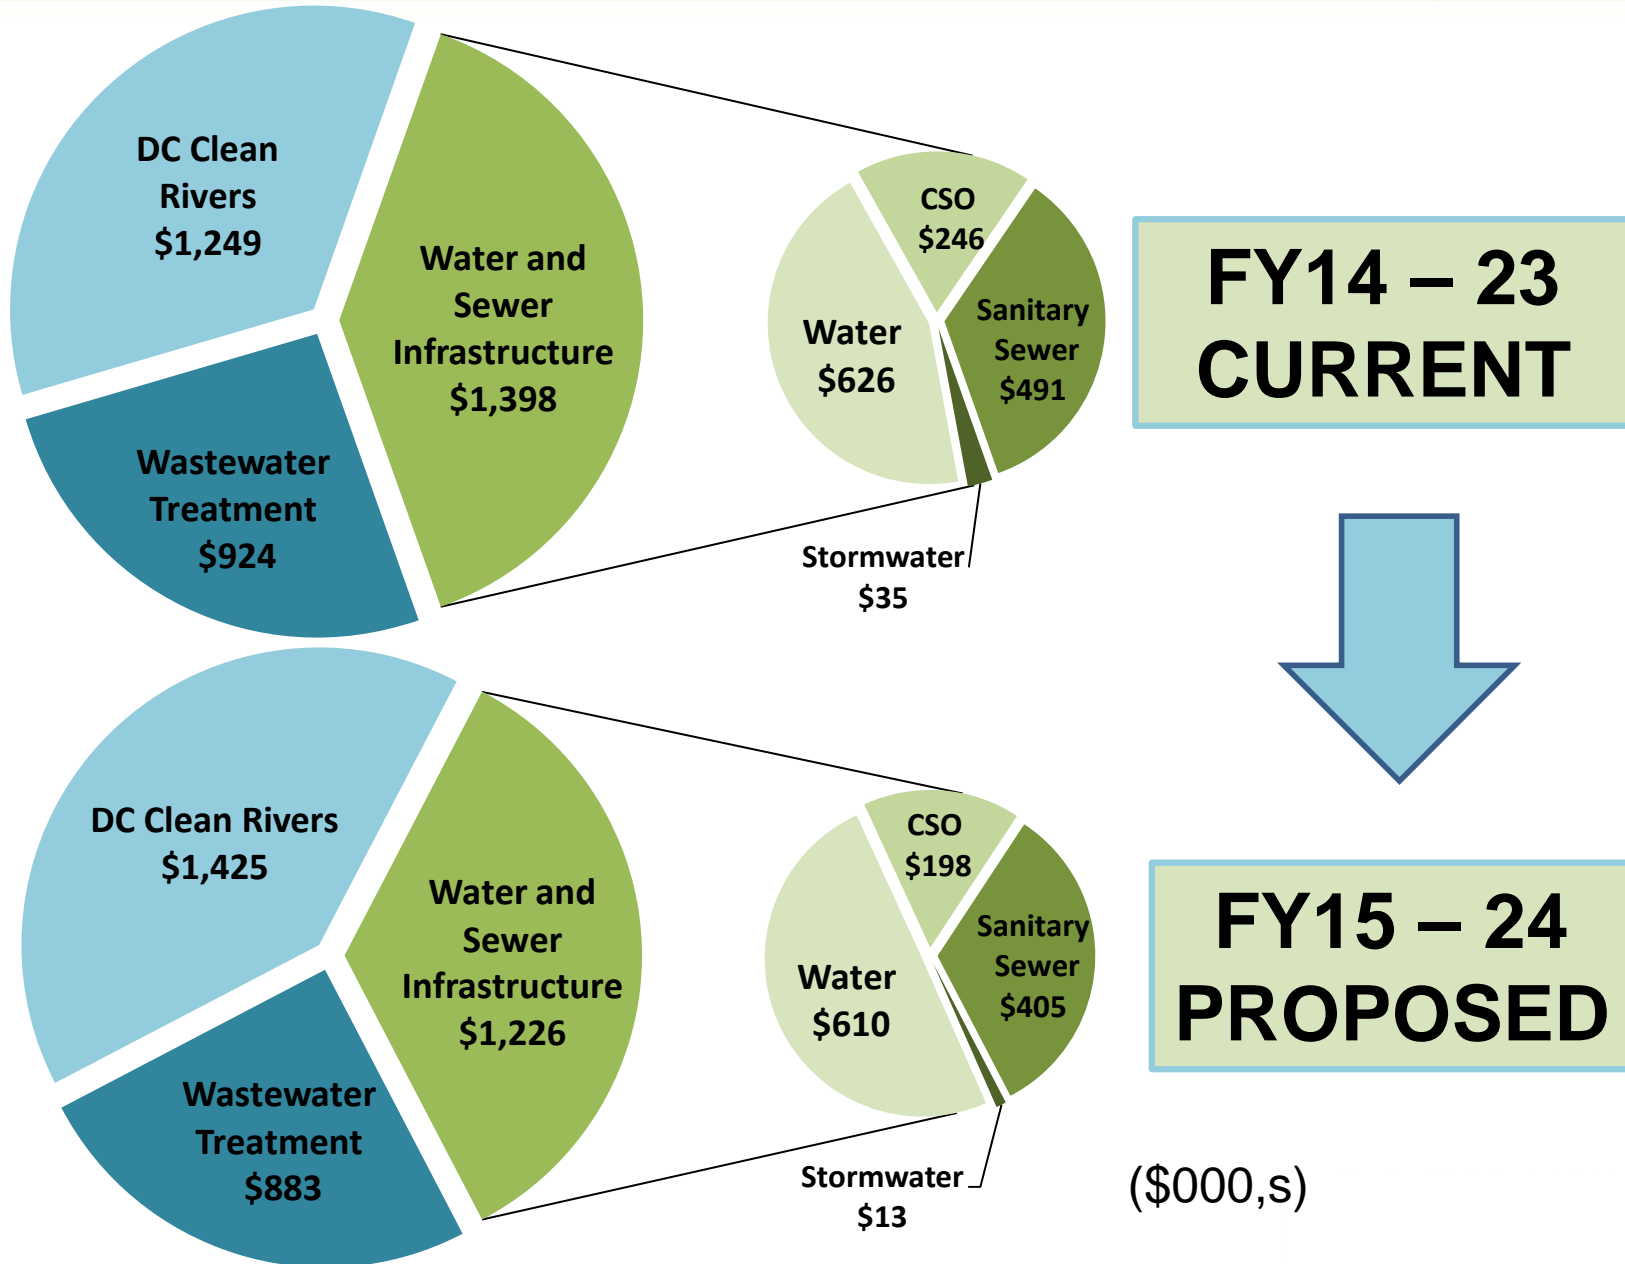 DC Clean
Rivers
$1,249
Water and
Sewer
Infrastructure
$1,398
Wastewater
Treatment
$924
CSO
$246
Sanitary
Sewer
$491
Water
$626
Stormwater
$35
FY14 – 23
CURRENT
DC Clean Rivers
$1,425
Water and
Sewer
Infrastructure
$1,226
Wastewater
Treatment
$883
CSO
$198
Sanitary
Sewer
$405
Water
$610
Stormwater
$13
FY15 – 24
PROPOSED
($000,s)